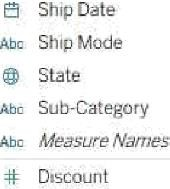 Ship Date
Abc Ship Mode
State
Abc Sub-Category
Abc Measure Names
# Discount